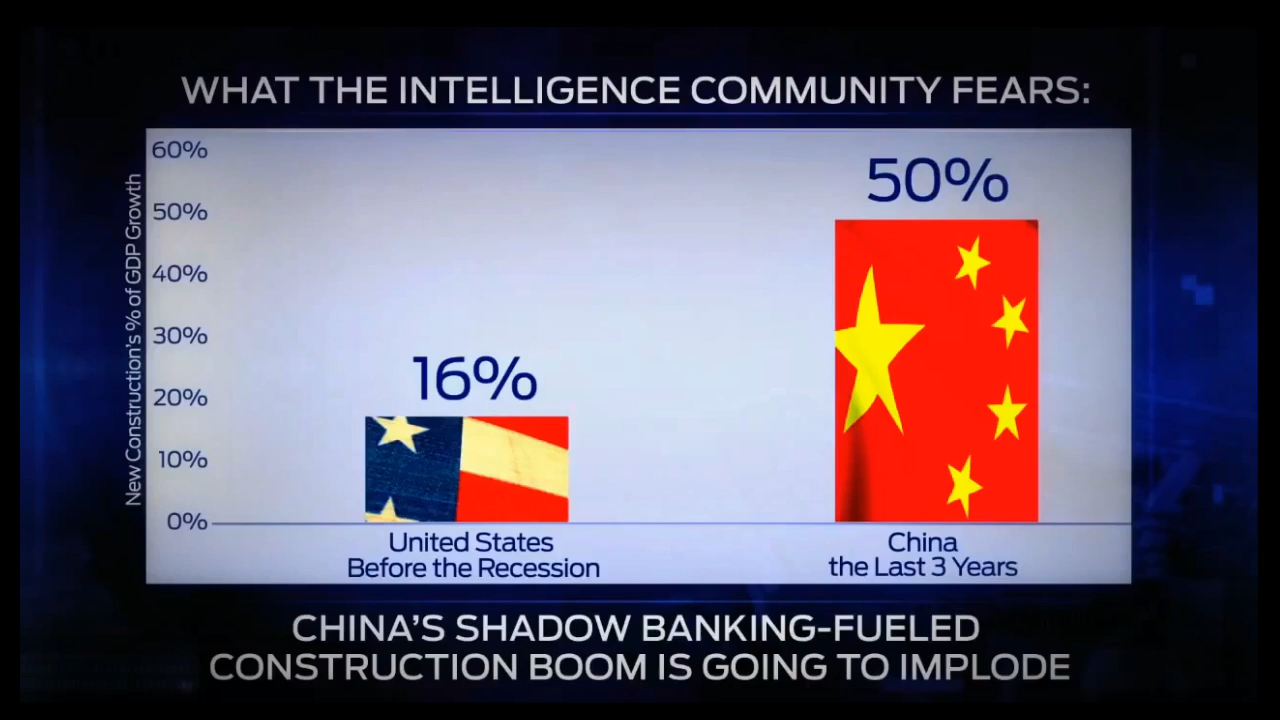 WHAT THE INTELLIGENCE COMMUNITY FEARS:
New Construction's % of GDP Growth
60%
50%
40%
30%
20%
10%
0%
16%
50%
United States
Before the Recession
China
the Last 3 Years
CHINA'S SHADOW BANKING-FUELED
CONSTRUCTION BOOM IS GOING TO IMPLODE